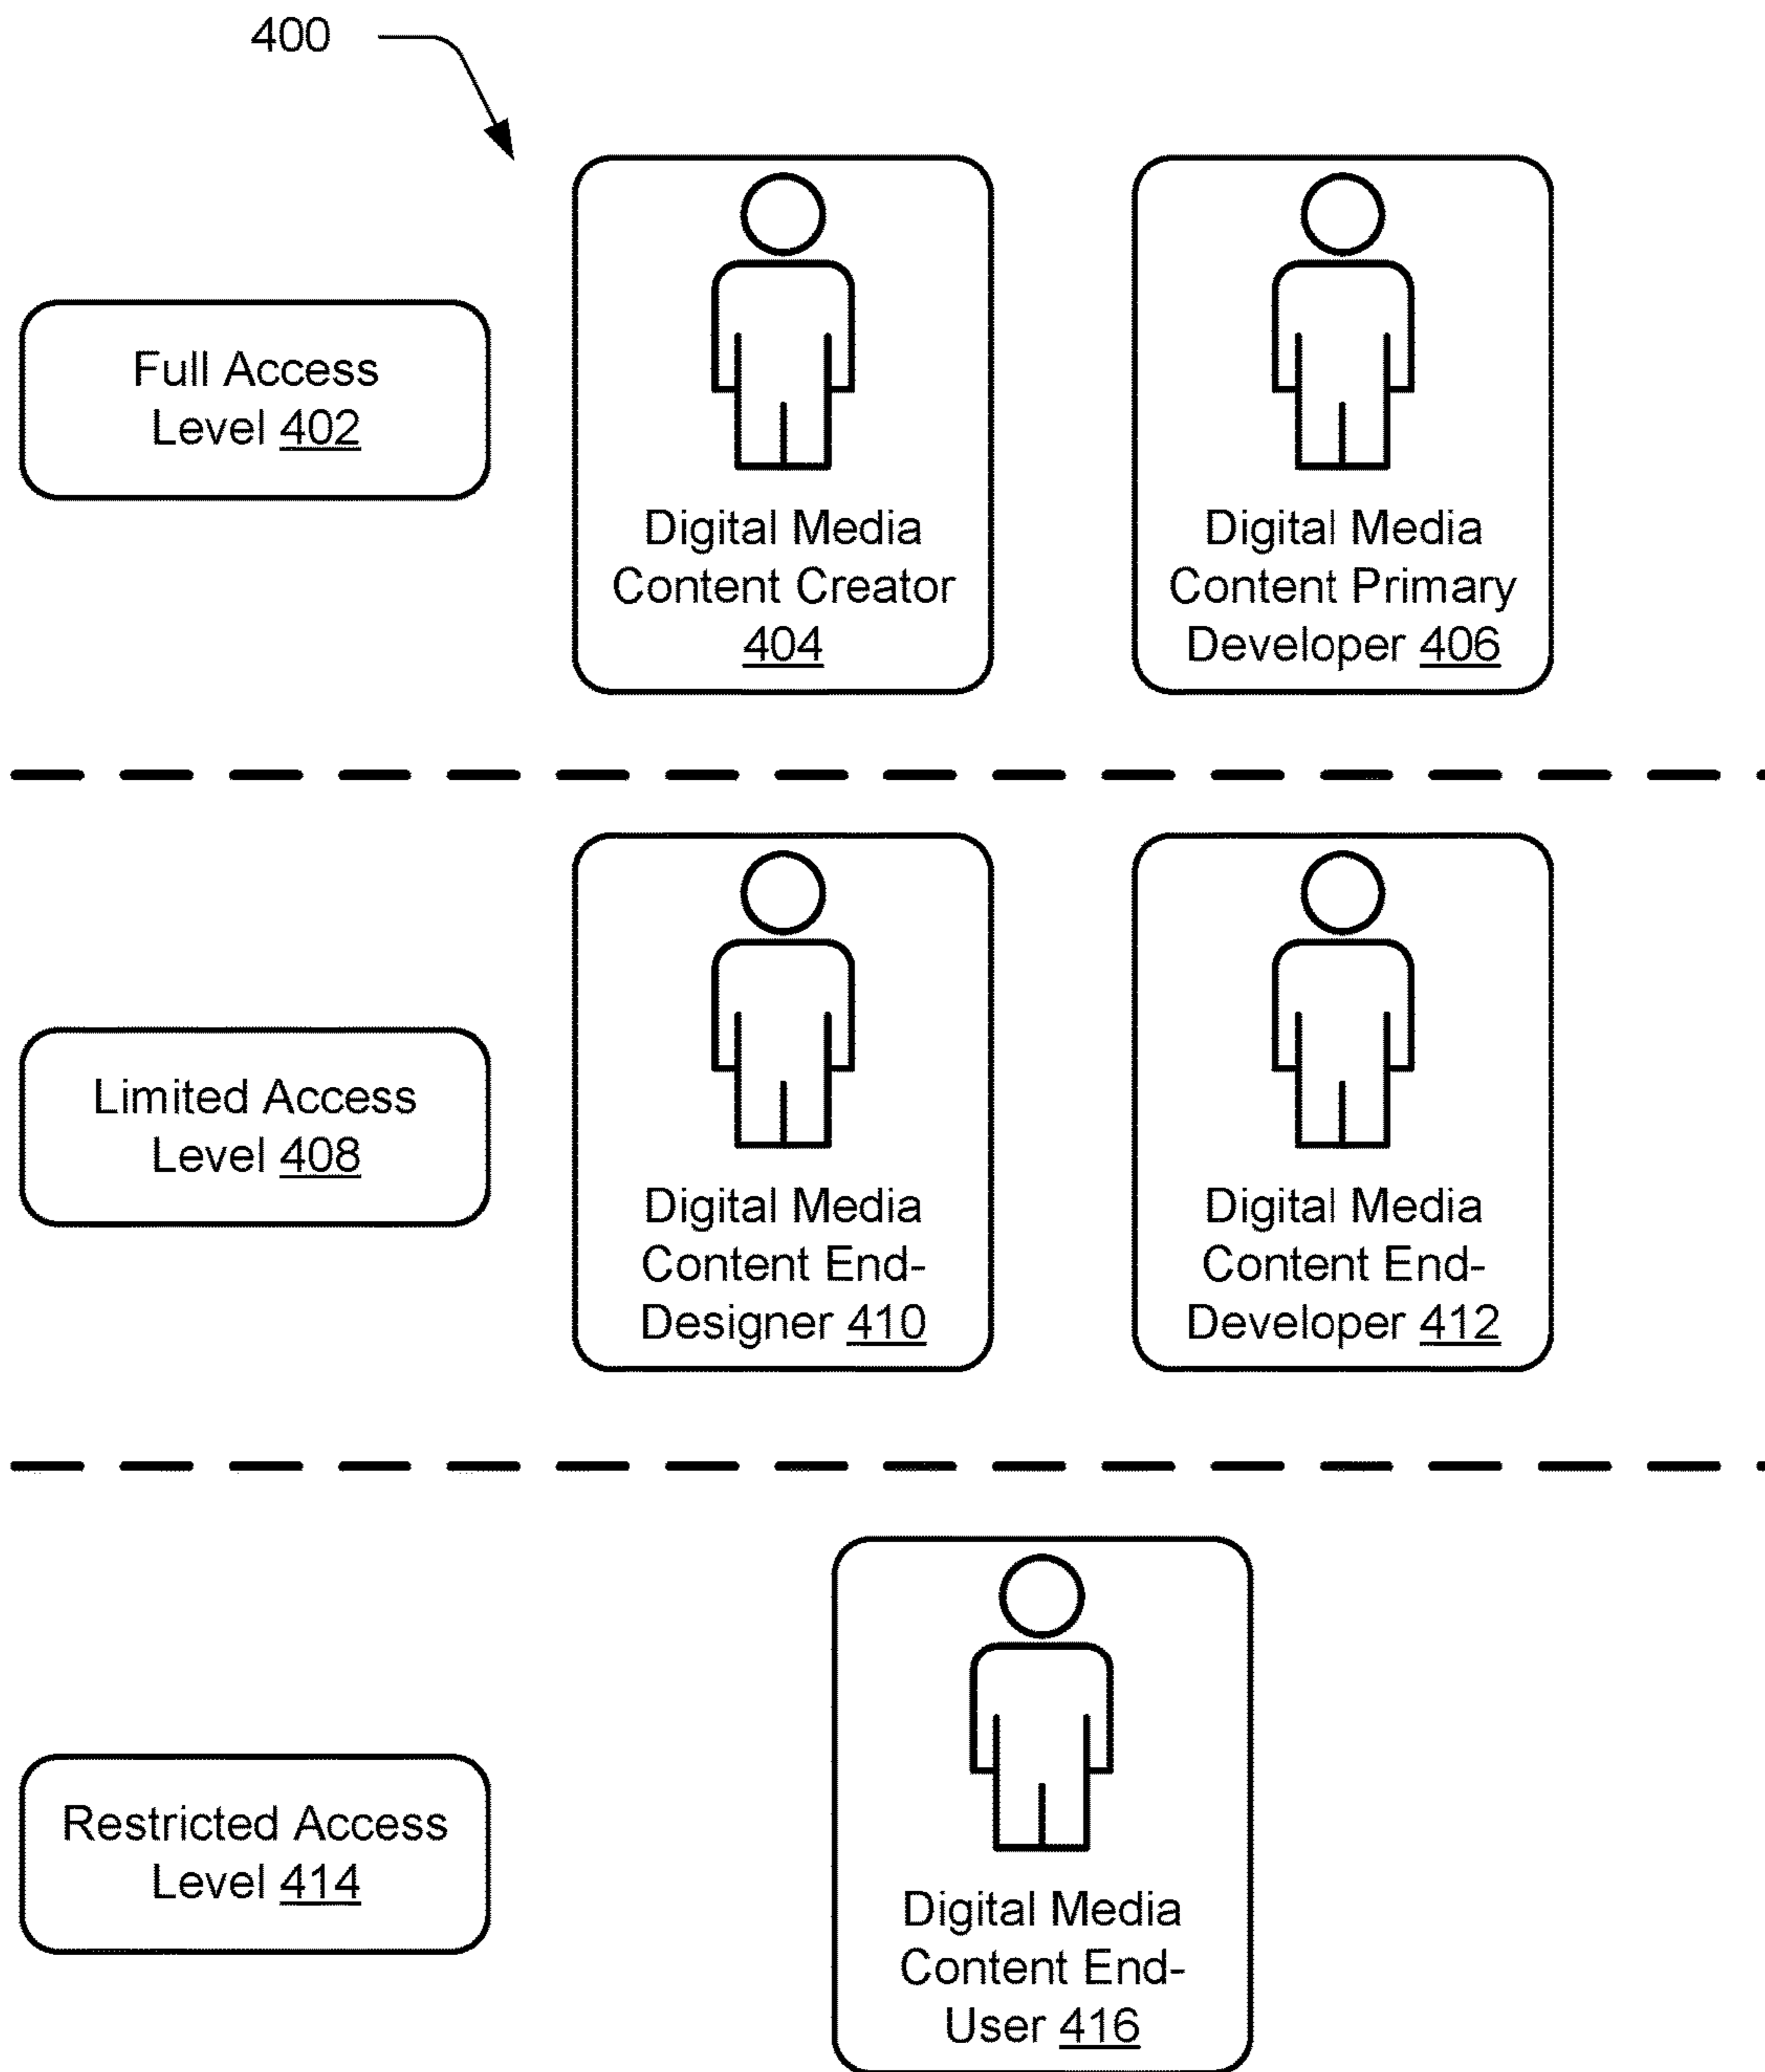 400
Full Access
Level 402
Digital Media
Content Creator
404
Digital Media
Content Primary
Developer 406
Limited Access
Level 408
Digital Media
Content End-
Designer 410
Digital Media
Content End-
Developer 412
Restricted Access
Level 414
Digital Media
Content End-
User 416